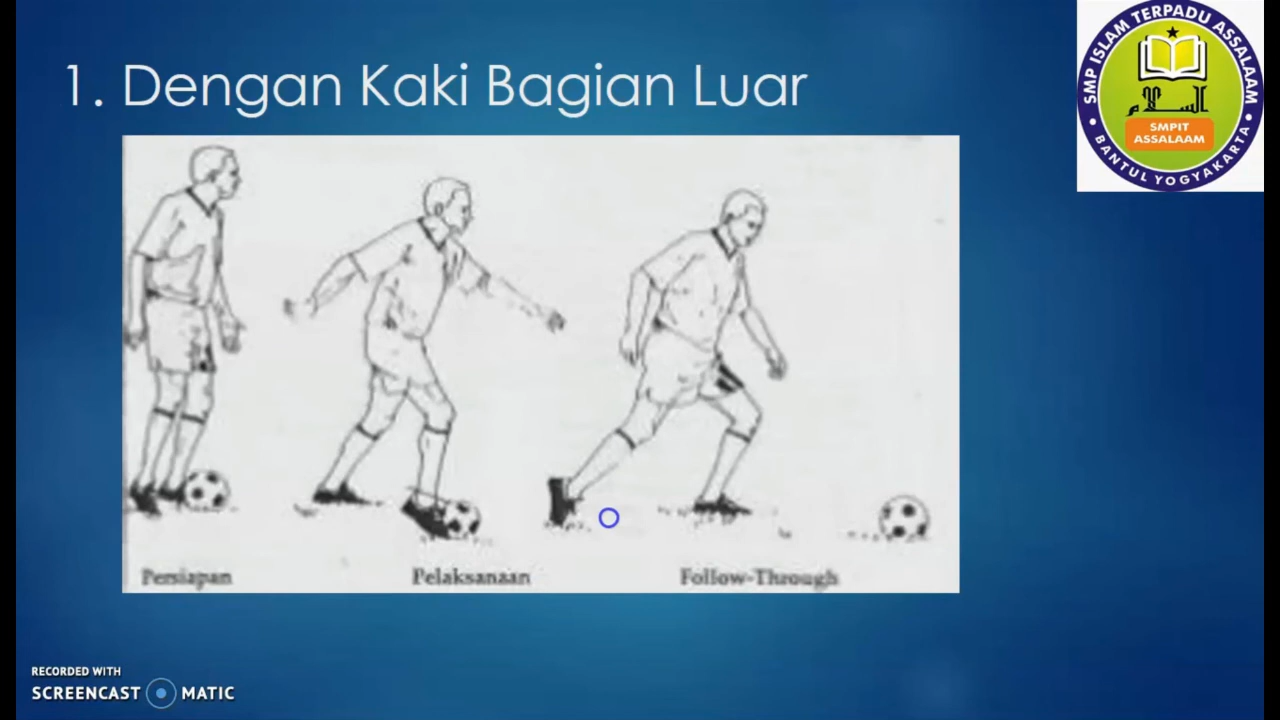 1. Dengan Kaki Bagian Luar
SMP ISLAM TERPADU ASSALAAM
السلام
SMPIT
ASSALAAM
• BANTUL YOGYAKARTA •
Persiapan
Pelaksanaan
Follow-Through
RECORDED WITH
SCREENCAST MATIC